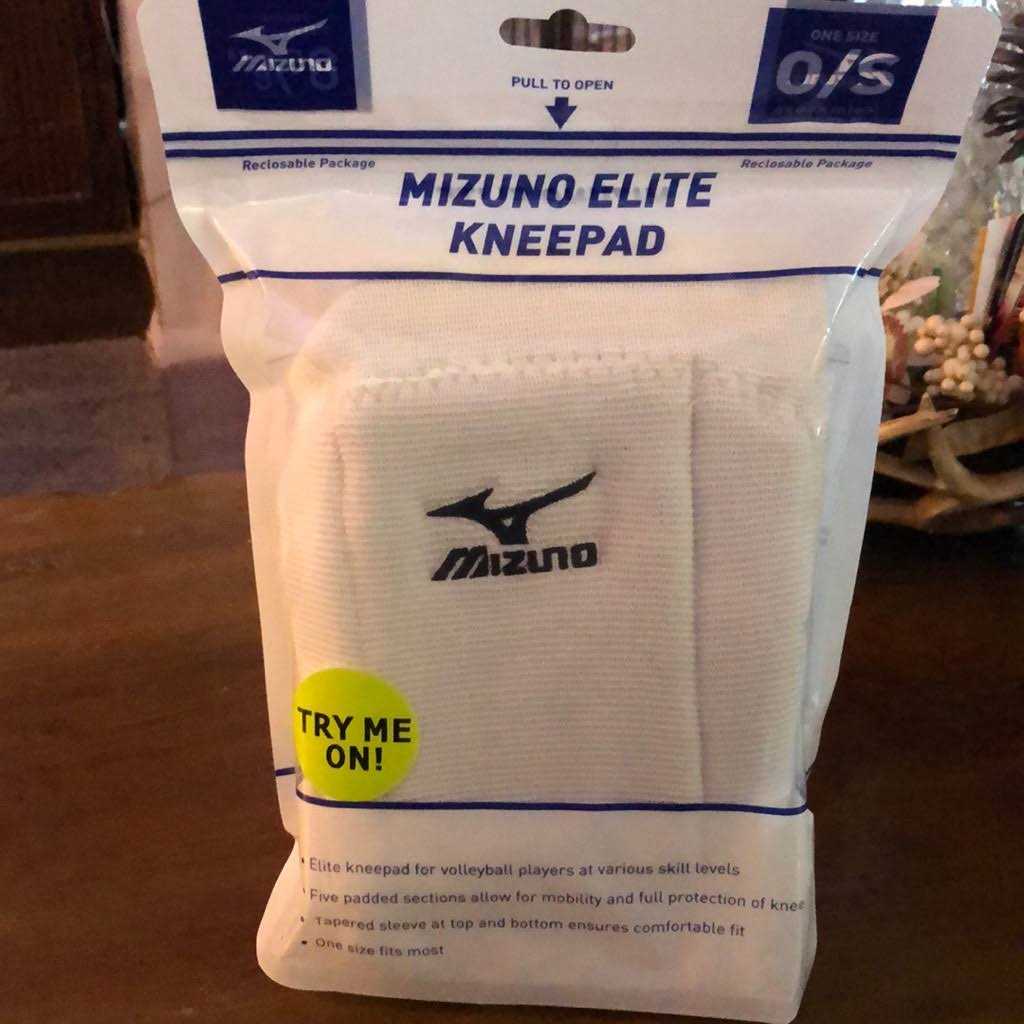 MIZUNO
ONE SIZE
O/S
PULL TO OPEN
Reclosable Package
Reclosable Package
MIZUNO ELITE
KNEEPAD
MIZUNO
TRY ME
ON!
• Elite kneepad for volleyball players at various skill levels
• Five padded sections allow for mobility and full protection of knee
• Tapered sleeve at top and bottom ensures comfortable fit
• One size fits most